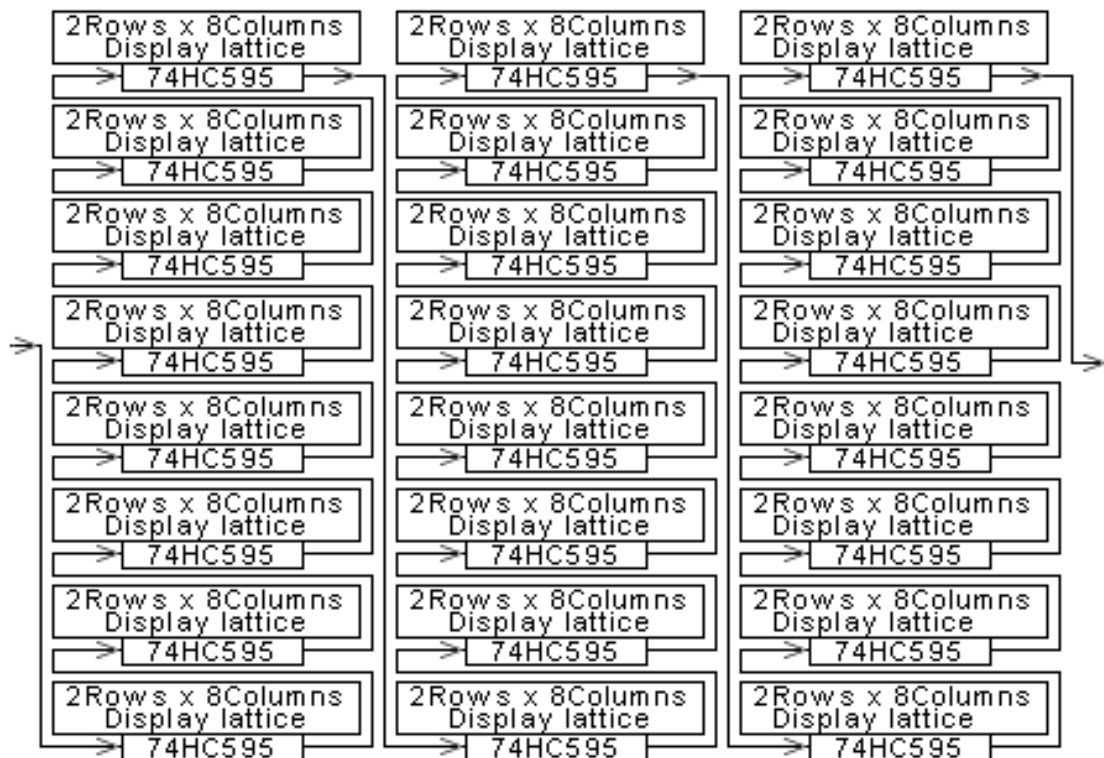 2Rows x 8Columns
Display lattice
74HC595
2Rows x 8Columns
Display lattice
74HC595
2Rows x 8Columns
Display lattice
74HC595
2Rows x 8Columns
Display lattice
74HC595
2Rows x 8Columns
Display lattice
74HC595
2Rows x 8Columns
Display lattice
74HC595
2Rows x 8Columns
Display lattice
74HC595
2Rows x 8Columns
Display lattice
74HC595
2Rows x 8Columns
Display lattice
74HC595
2Rows x 8Columns
Display lattice
74HC595
2Rows x 8Columns
Display lattice
74HC595
2Rows x 8Columns
Display lattice
74HC595
2Rows x 8Columns
Display lattice
74HC595
2Rows x 8Columns
Display lattice
74HC595
2Rows x 8Columns
Display lattice
74HC595
2Rows x 8Columns
Display lattice
74HC595
2Rows x 8Columns
Display lattice
74HC595
2Rows x 8Columns
Display lattice
74HC595
2Rows x 8Columns
Display lattice
74HC595
2Rows x 8Columns
Display lattice
74HC595
2Rows x 8Columns
Display lattice
74HC595
2Rows x 8Columns
Display lattice
74HC595
2Rows x 8Columns
Display lattice
74HC595
2Rows x 8Columns
Display lattice
74HC595